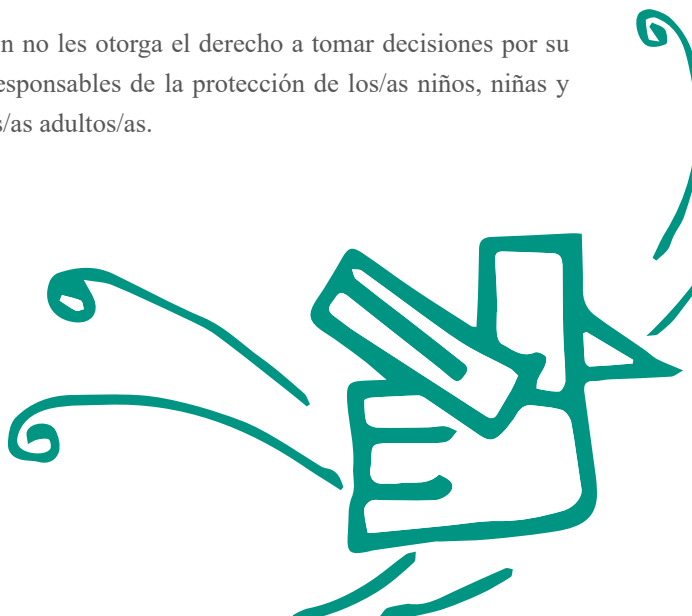 n no les otorga el derecho a tomar decisiones por su
esponsables de la protección de los/as niños, niñas y
s/as adultos/as.